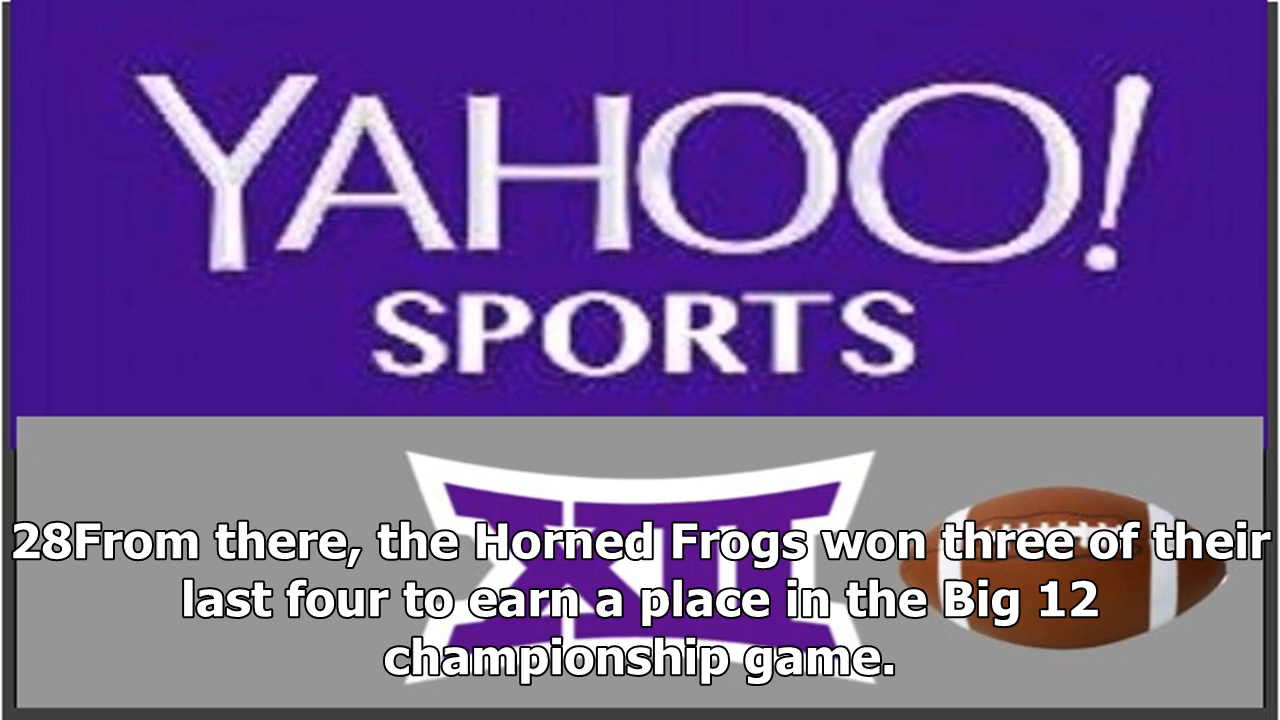 YAHOO!
SPORTS
XII
28From there, the Horned Frogs won three of their
last four to earn a place in the Big 12
championship game.